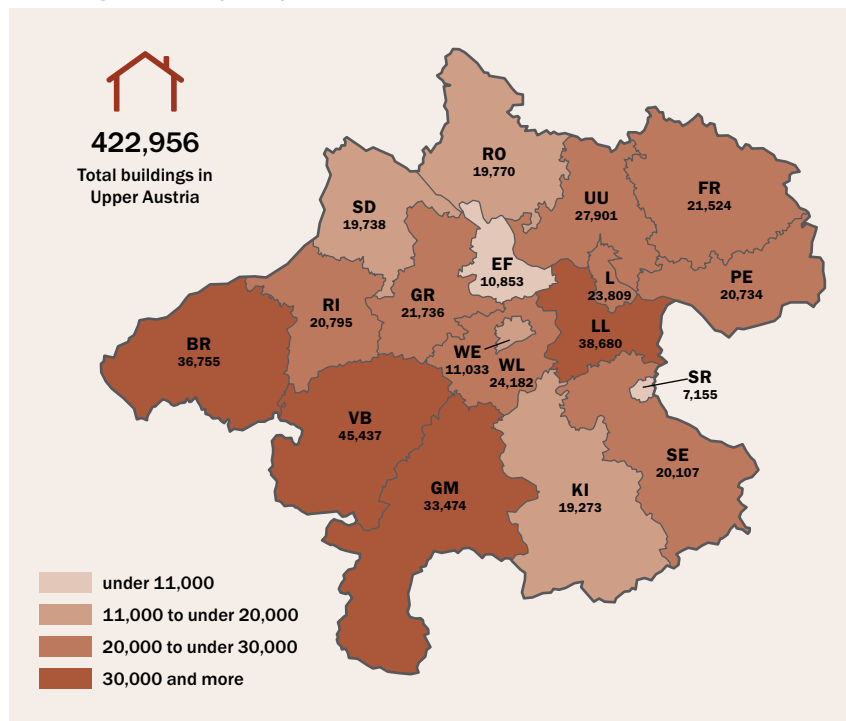 422,956
Total buildings in
Upper Austria
RO
19,770
SD
19,738
UU
27,901
FR
21,524
EF
10,853
L
23,809
PE
20,734
RI
20,795
GR
21,736
BR
36,755
LL
38,680
WE
11,033
WL
24,182
SR
7,155
VB
45,437
SE
20,107
GM
33,474
KI
19,273
under 11,000
11,000 to under 20,000
20,000 to under 30,000
30,000 and more